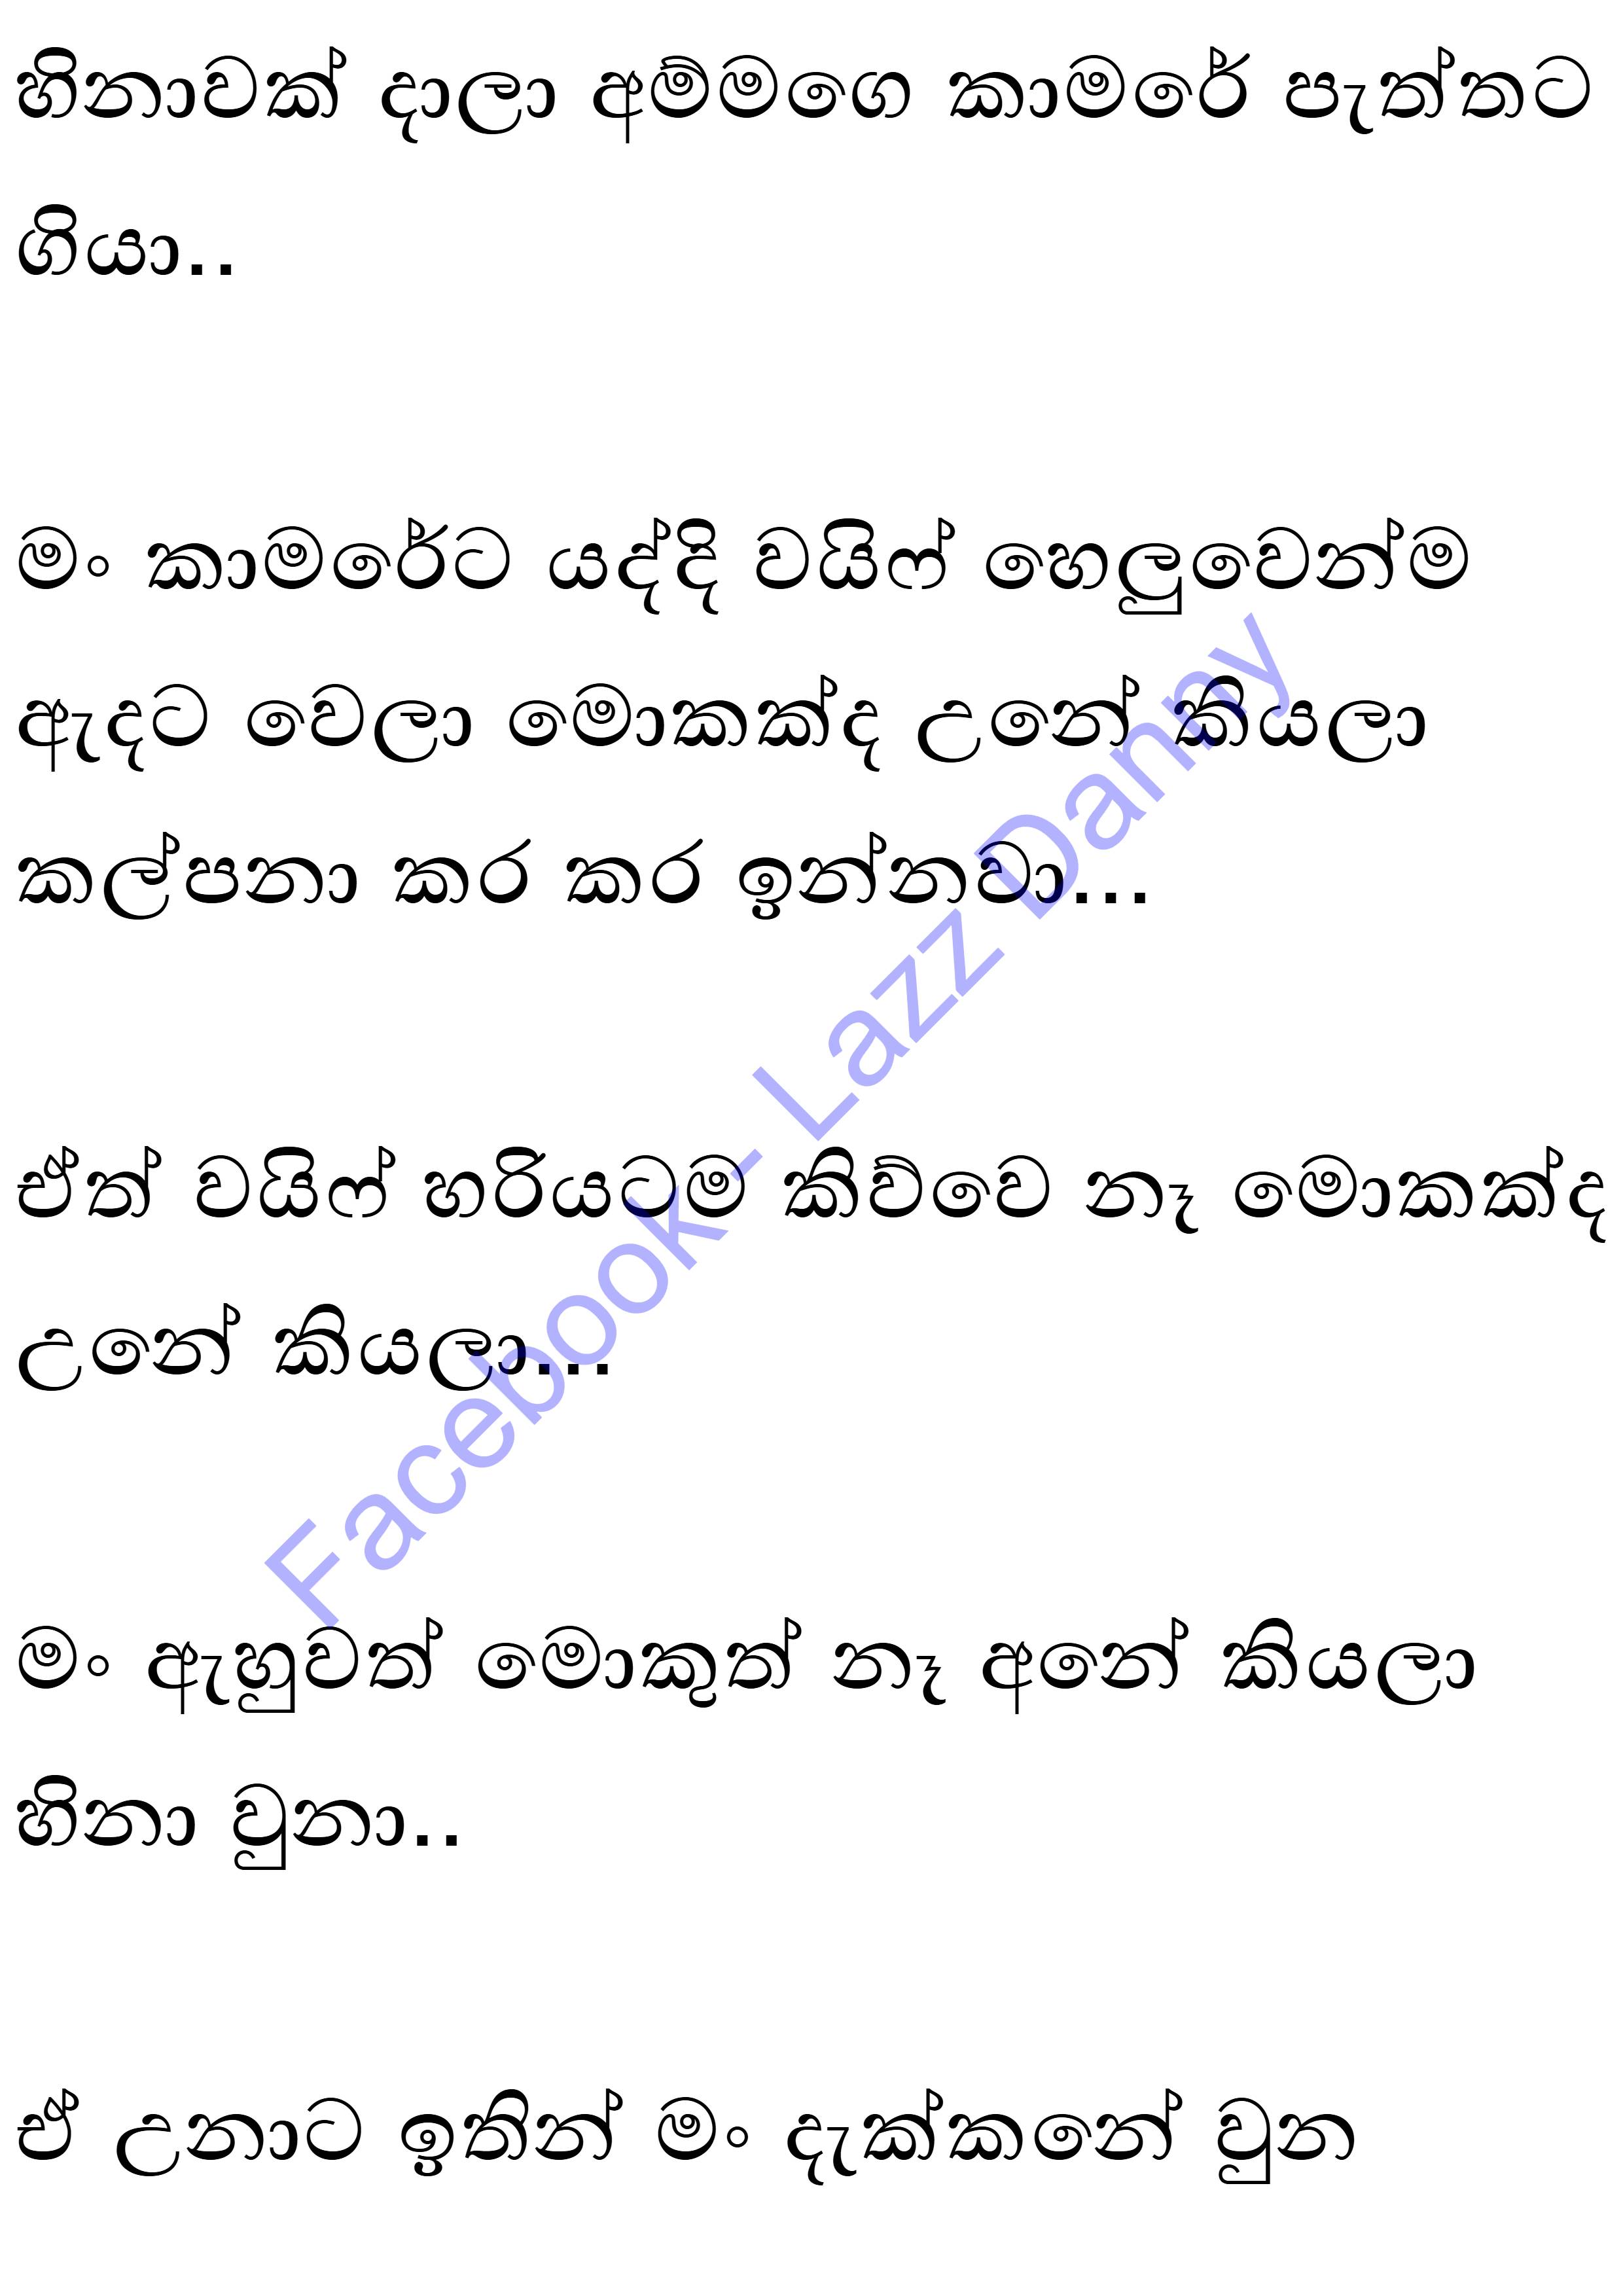 හිනාවක් දාලා අම්මගෙ කාමරේ පැත්තට
ගියා..
මං කාමරේට යද්දි වයිෆ් හෙලුවෙන්ම
ඇදට වෙලා මොකක්ද උනේ කියලා
කල්පනා කර කර ඉන්නවා...
ඒත් වයිෆ් හරියටම කිව්වෙ නෑ මොකක්ද
උනේ කියලා...
මං ඇහුවත් මොකුත් නෑ අනේ කියලා
හිනා වුනා..
ඒ උනාට ඉතින් මං දැක්කනේ වුන
Facebook - Lazz Danny